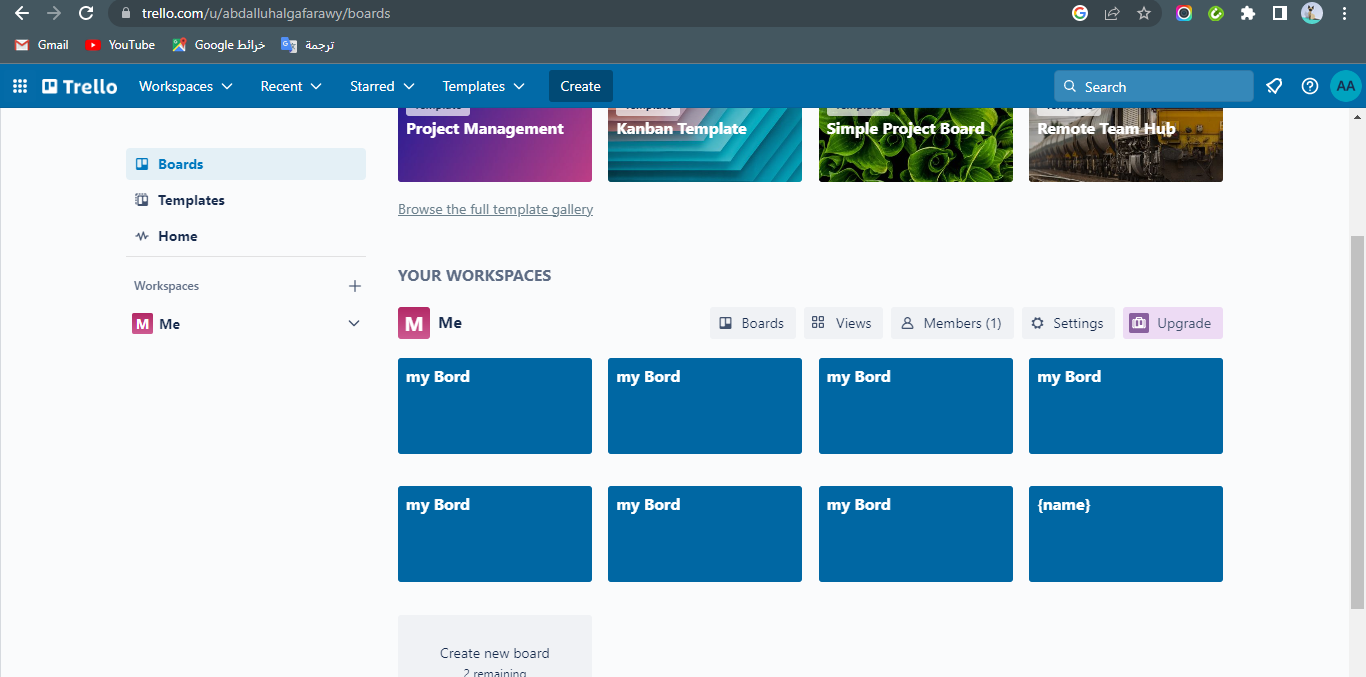 trello.com/u/abdalluhalgafarawy/boards
Gmail YouTube Google خرائط ترجمة
Trello Workspaces Recent Starred Templates Create Search AA
Template Template Template Template
Project Management Kanban Template Simple Project Board Remote Team Hub
Boards
Templates
Home
Workspaces
M Me
Browse the full template gallery
YOUR WORKSPACES
M Me Boards Views Members (1) Settings Upgrade
my Bord my Bord my Bord my Bord
my Bord my Bord my Bord {name}
Create new board
2 remaining